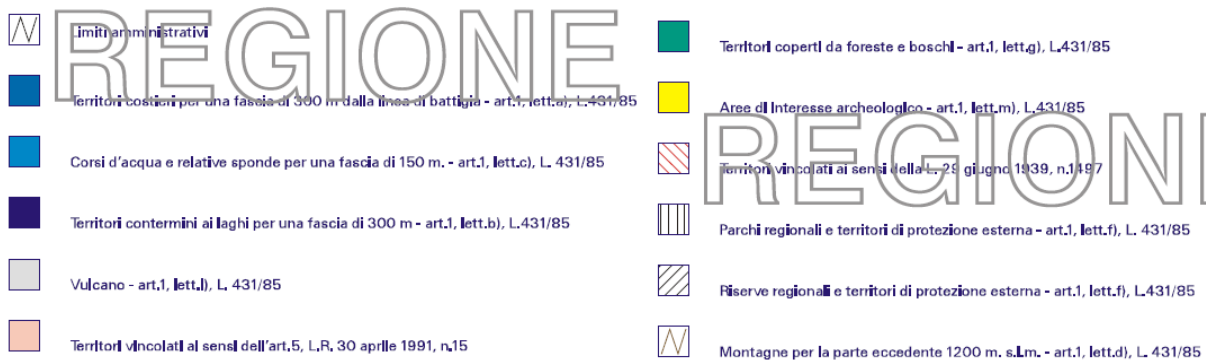 REGIONE
Limiti amministrativi
Territori costieri per una fascia di 300 m dalla linea di battigia - art.1, lett.a), L.431/85
Corsi d'acqua e relative sponde per una fascia di 150 m. - art.1, lett.c), L. 431/85
Territori contermini ai laghi per una fascia di 300 m - art.1, lett.b), L.431/85
Vulcano - art.1, lett.l), L. 431/85
Territori vincolati ai sensi dell'art.5, L.R. 30 aprile 1991, n.15
Territori coperti da foreste e boschi - art.1, lett.g), L.431/85
Aree di Interesse archeologico - art.1, lett.m), L.431/85
REGION
Territori vincolati ai sensi della L. 29 giugno 1939, n.1497
Parchi regionali e territori di protezione esterna - art.1, lett.f), L. 431/85
Riserve regionali e territori di protezione esterna - art.1, lett.f), L.431/85
Montagne per la parte eccedente 1200 m. s.l.m. - art.1, lett.d), L. 431/85